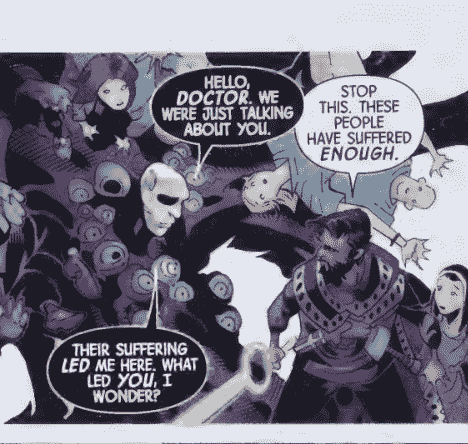 HELLO,
DOCTOR. WE
WERE JUST TALKING
ABOUT YOU.
STOP
THIS. THESE
PEOPLE
HAVE SUFFERED
ENOUGH.
THEIR SUFFERING
LED ME HERE. WHAT
LED YOU, I
WONDER?